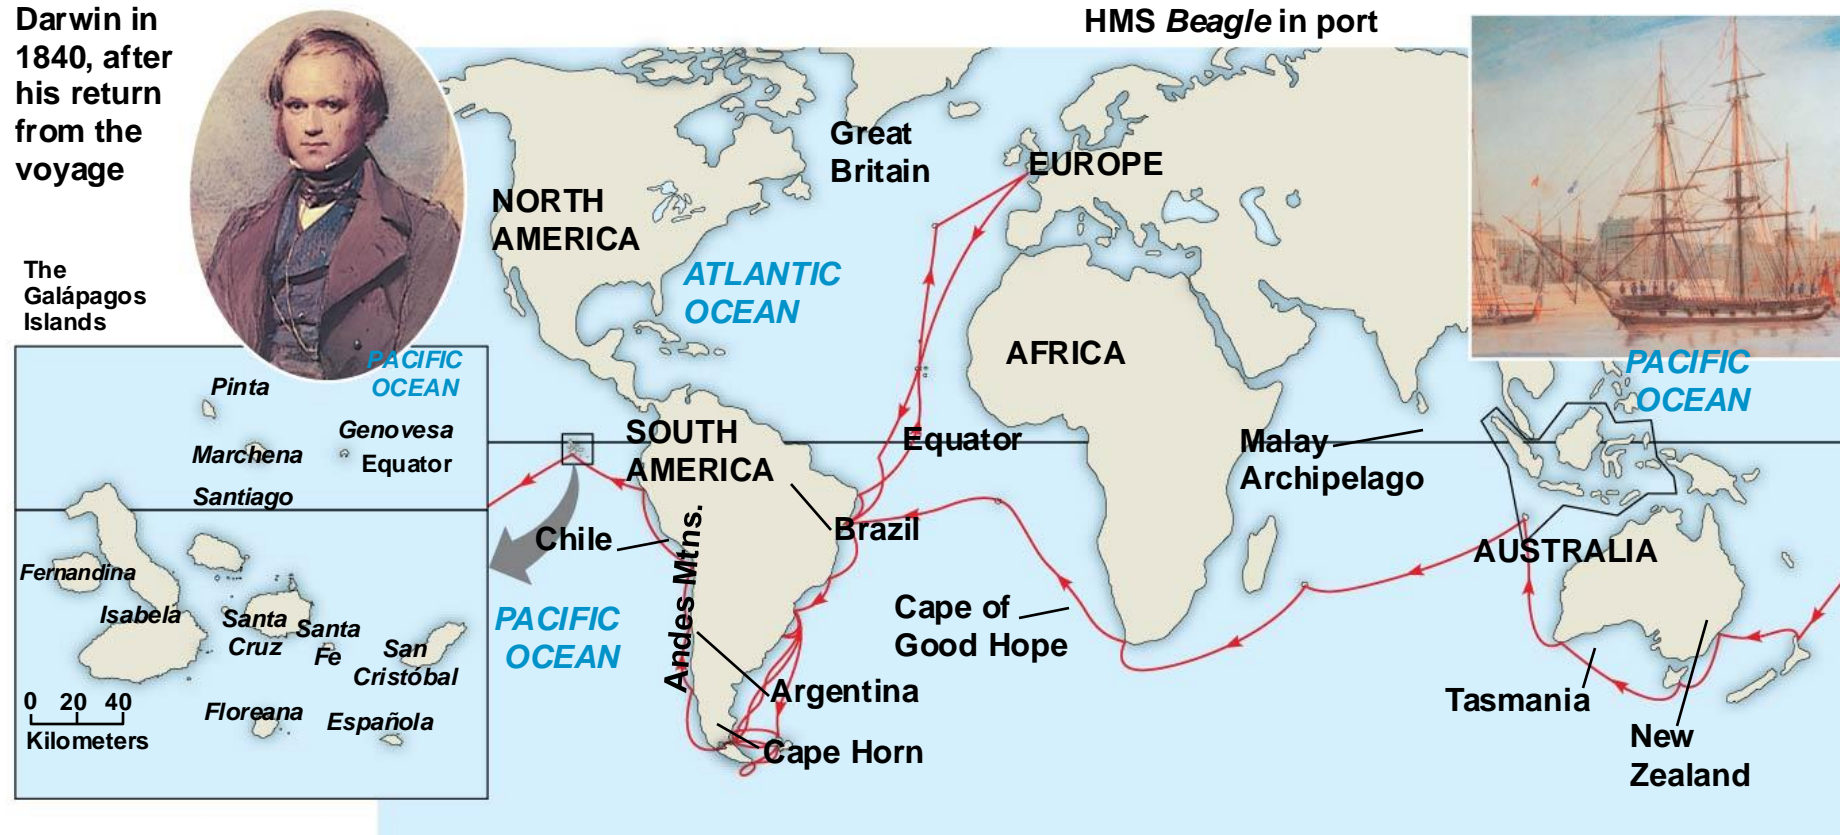 Darwin in
1840, after
his return
from the
voyage
HMS Beagle in port
Great
Britain
EUROPE
NORTH
AMERICA
ATLANTIC
OCEAN
AFRICA
The
Galápagos
Islands
PACIFIC
OCEAN
Pinta
Genovesa
Marchena
Equator
Santiago
Fernandina
Isabela
Santa
Cruz
Santa
Fe
San
Cristóbal
Floreana
Española
0 20 40
Kilometers
SOUTH
AMERICA
Equator
Malay
Archipelago
PACIFIC
OCEAN
Chile
Brazil
Andes Mtns.
AUSTRALIA
PACIFIC
OCEAN
Cape of
Good Hope
Argentina
Cape Horn
Tasmania
New
Zealand